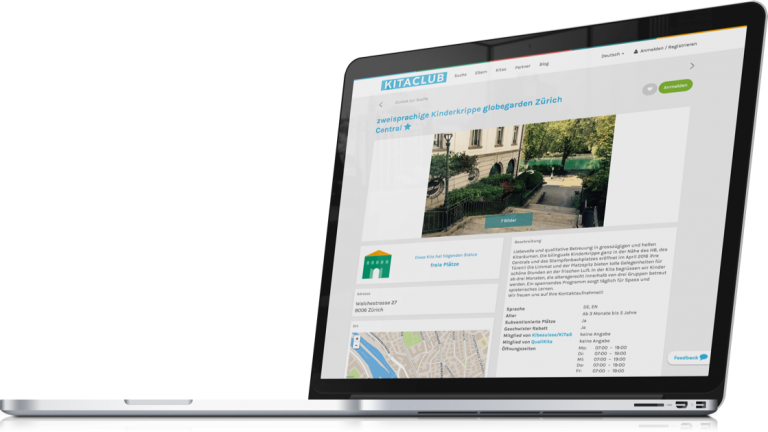 KITACLUB
Suche Eltern Kitas Partner Blog
Deutsch
Anmelden / Registrieren
Zurück zur Suche
Anmelden
zweisprachige Kinderkrippe globegarden Zürich
Central
7 Bilder
Diese Kita hat folgenden Status
freie Plätze
Adresse
Walchestrasse 27
8006 Zürich
Ort
+
-
Beschreibung
Liebevolle und qualitative Betreuung in grosszügigen und hellen
Kitaräumen. Die bilinguale Kinderkrippe ganz in der Nähe des HB, des
Centrals und des Stampfenbachplatzes eröffnet im April 2018 ihre
Türen! Die Limmat und der Platzspitz bieten tolle Gelegenheiten für
schöne Stunden an der frischen Luft. In der Kita begrüssen wir Kinder
ab drei Monaten, die altersgerecht innerhalb von drei Gruppen betreut
werden. Ein spannendes Programm sorgt täglich für Spass und
spielerisches Lernen.
Wir freuen uns auf Ihre Kontaktaufnahme!!
Sprache DE, EN
Alter Ab 3 Monate bis 5 Jahre
Subventionierte Plätze Ja
Geschwister Rabatt Ja
Mitglied von Kibesuisse/KiTaS keine Angabe
Mitglied von QualiKita keine Angabe
Öffnungszeiten Mo: 07:00 - 19:00
Di: 07:00 - 19:00
Mi: 07:00 - 19:00
Do: 07:00 - 19:00
Fr: 07:00 - 19:00
Feedback